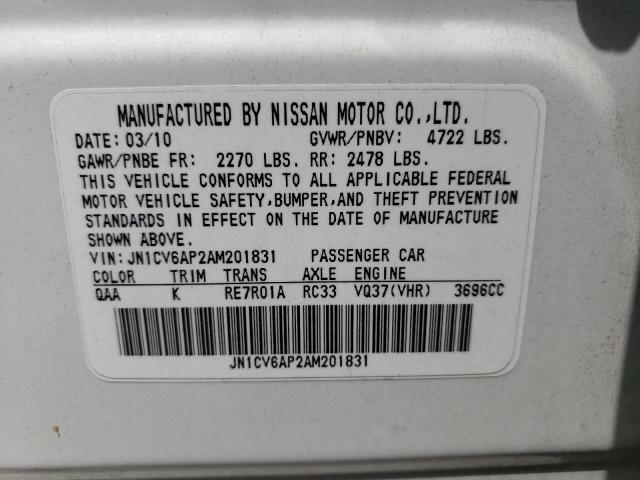 MANUFACTURED BY NISSAN MOTOR CO.,LTD.
DATE: 03/10 GVWR/PNBV: 4722 LBS.
GAWR/PNBE FR: 2270 LBS. RR: 2478 LBS.
THIS VEHICLE CONFORMS TO ALL APPLICABLE FEDERAL
MOTOR VEHICLE SAFETY,BUMPER,AND THEFT PREVENTION
STANDARDS IN EFFECT ON THE DATE OF MANUFACTURE
SHOWN ABOVE.
VIN: JN1CV6AP2AM201831 PASSENGER CAR
COLOR TRIM TRANS AXLE ENGINE
QAA K RE7R01A RC33 VQ37(VHR) 3696CC
JN1CV6AP2AM201831